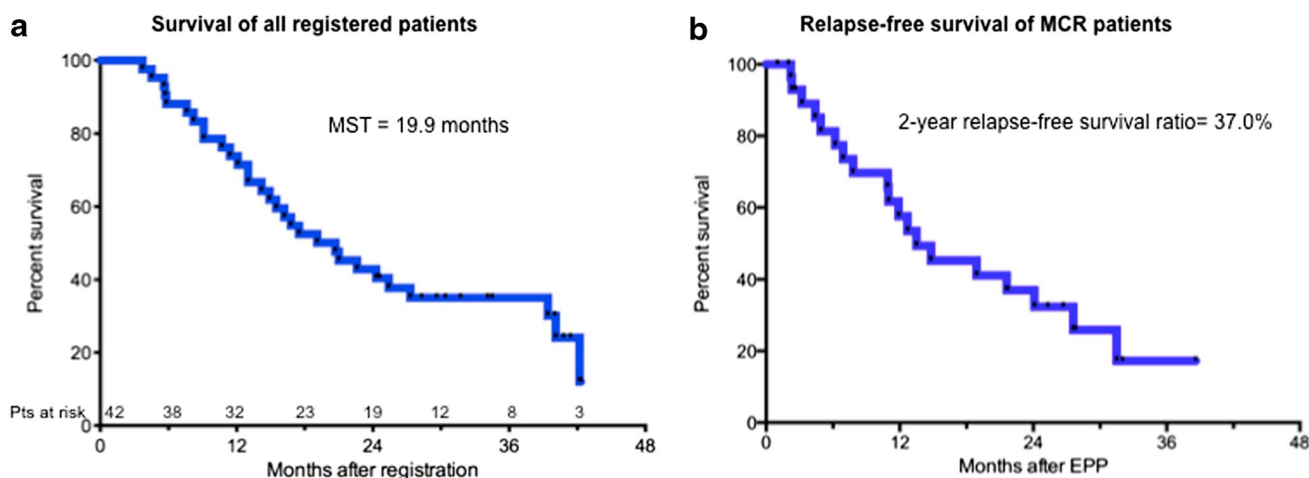 a
Survival of all registered patients
100
80
60
40
20
0
Percent survival
MST = 19.9 months
Pts at risk 42 38 32 23 19 12 8 3
0 12 24 36 48
Months after registration
b
Relapse-free survival of MCR patients
100
80
60
40
20
0
Percent survival
2-year relapse-free survival ratio= 37.0%
0 12 24 36 48
Months after EPP